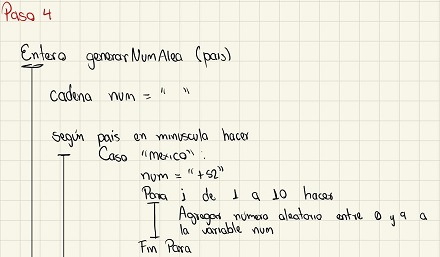 Paso 4
Entero generarNumAlea (pais)
cadena num = " "
según pais en minuscula hacer
Caso "mexico" :
num = "+52"
Para j de 1 a 10 hacer
Agregar número aleatorio entre 0 y 9 a
la variable num
Fin Para